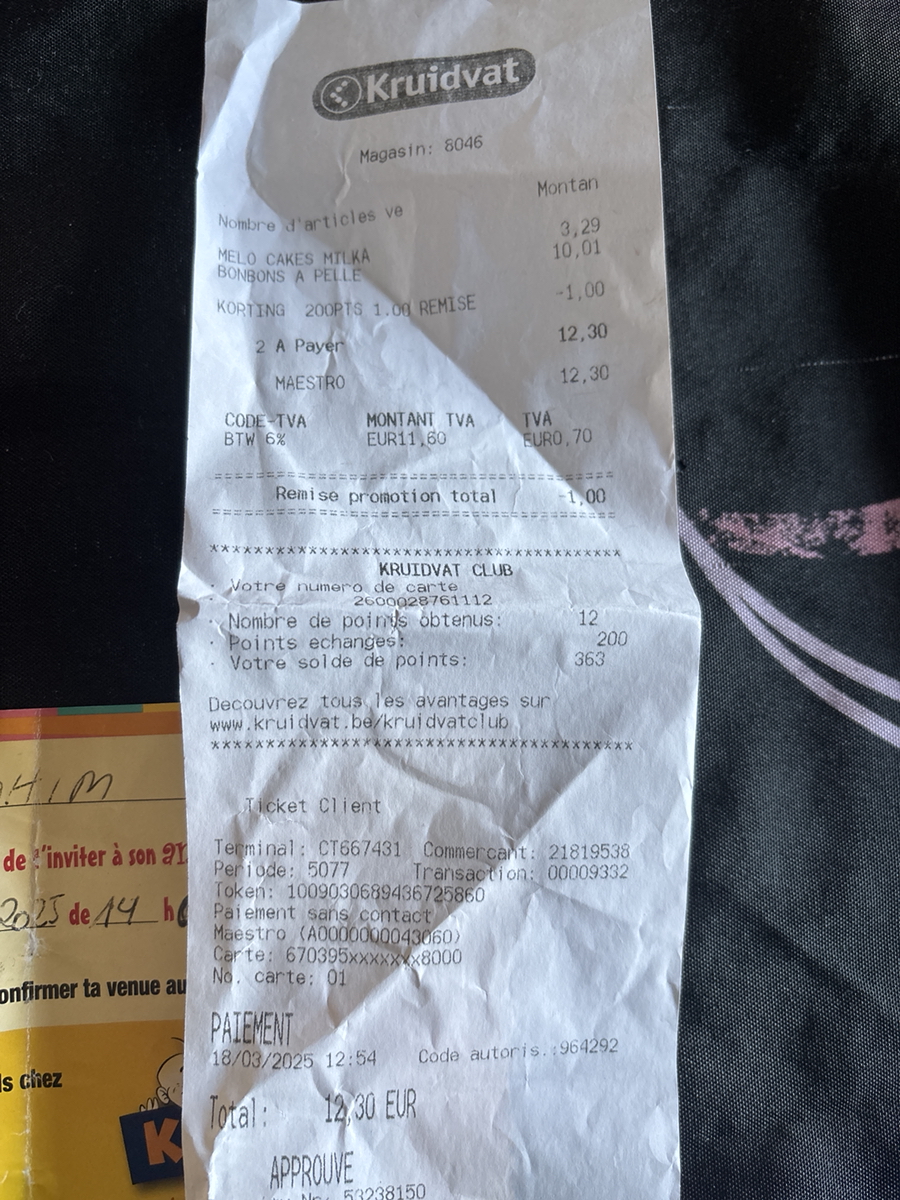 Kruidvat
Magasin: 8046
Montan
Nombre d'articles ve
MELO CAKES MILKA 3,29
BONBONS A PELLE 10,01
KORTING 200PTS 1.00 REMISE -1,00
2 A Payer 12,30
MAESTRO 12,30
CODE-TVA MONTANT TVA TVA
BTW 6% EUR11,60 EUR0,70
================================================
Remise promotion total -1,00
================================================
***************************************
KRUIDVAT CLUB
· Votre numero de carte
· 2600028761112
· Nombre de points obtenus: 12
· Points echanges: 200
· Votre solde de points: 363
Decouvrez tous les avantages sur
www.kruidvat.be/kruidvatclub
****************************************
Ticket Client
Terminal: CT667431 Commercant: 21819538
Periode: 5077 Transaction: 00009332
Token: 1009030689436725860
Paiement sans contact
Maestro (A0000000043060)
Carte: 670395xxxxxxx8000
No. carte: 01
PAIEMENT
18/03/2025 12:54 Code autoris.:964292
Total: 12,30 EUR
APPROUVE
53238150
HIM
de t'inviter à son
2025 de 14 h
onfirmer ta venue au
ls chez
K